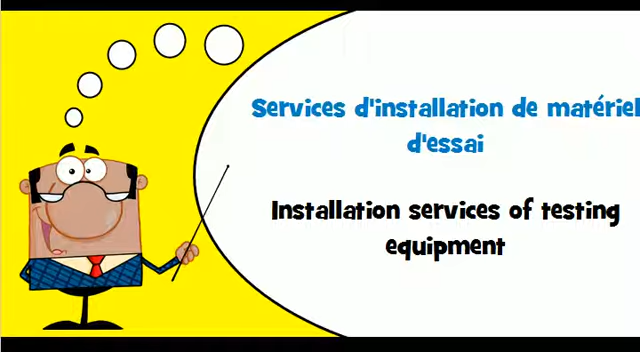 Services d'installation de matériel
d'essai
Installation services of testing
equipment